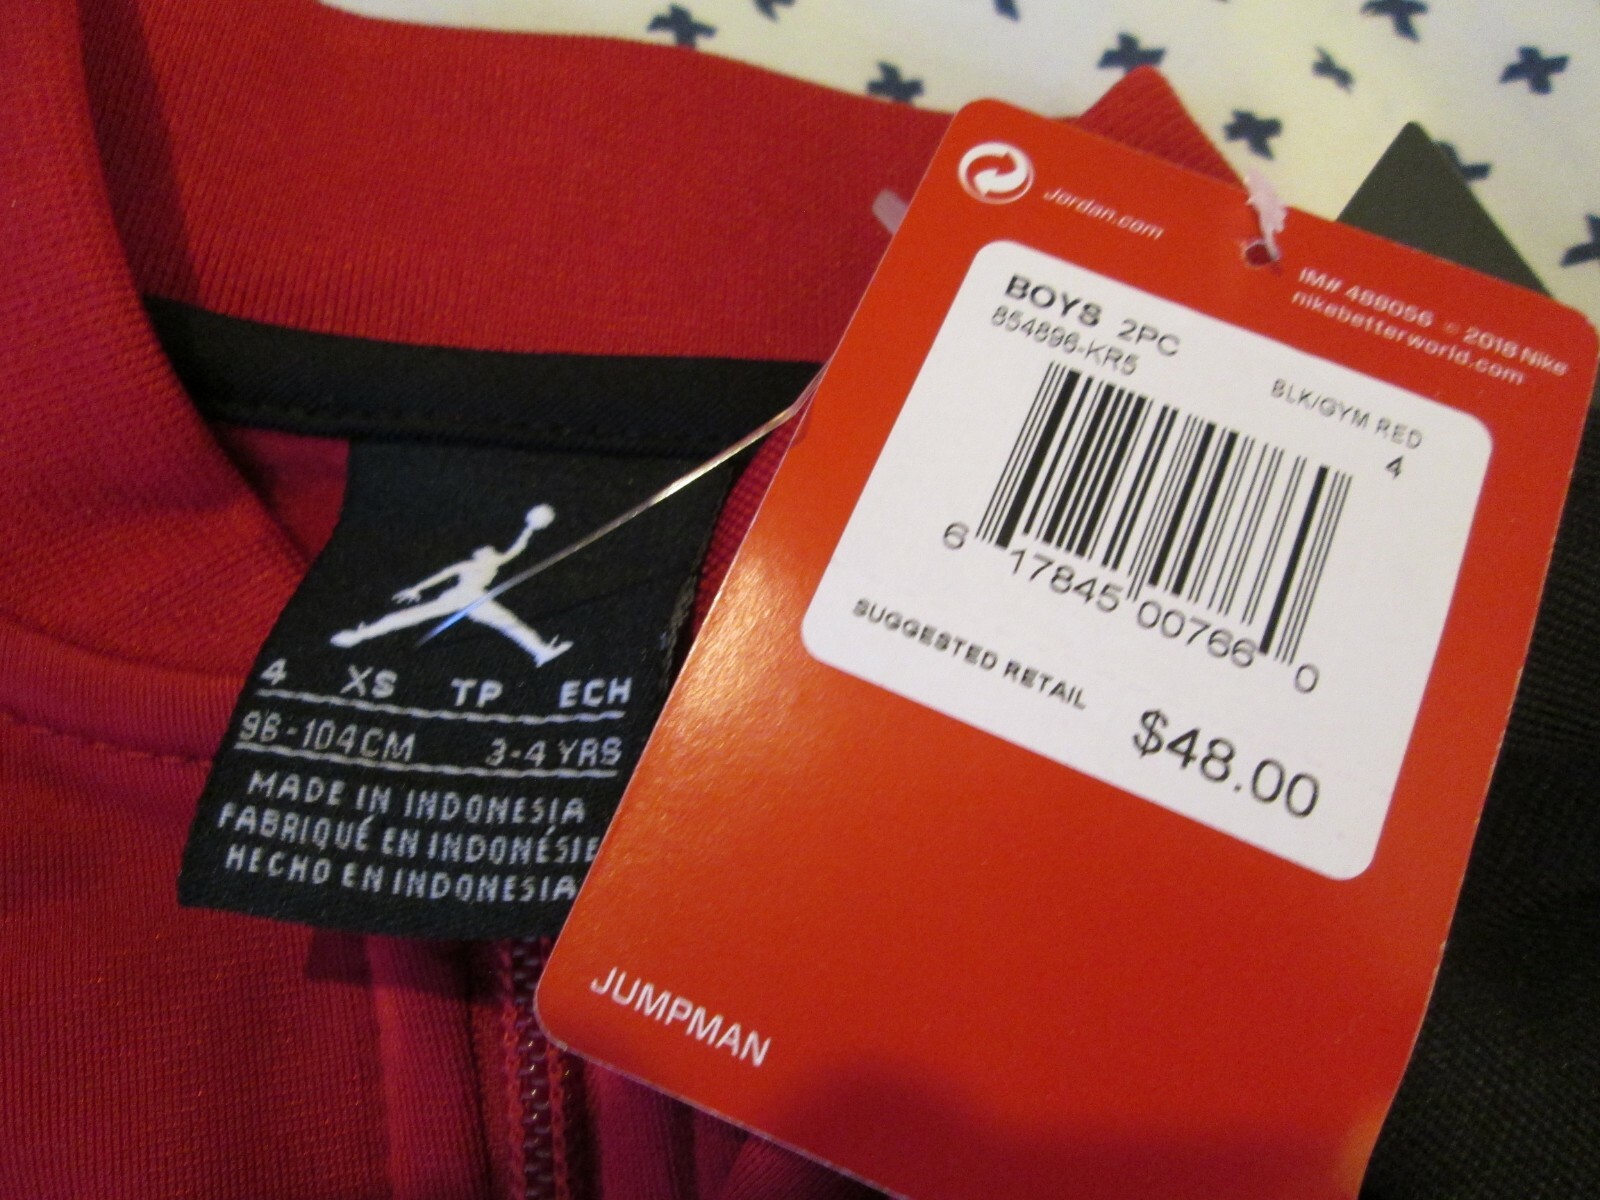 Jordan.com
IM# 488056 © 2018 Nike
nikebetterworld.com
BOYS 2PC
854896-KR5
BLK/GYM RED
4
6 17845 00766 0
SUGGESTED RETAIL
$48.00
JUMPMAN
4 XS TP ECH
96-104CM 3-4 YRS
MADE IN INDONESIA
FABRIQUÉ EN INDONÉSIE
HECHO EN INDONESIA